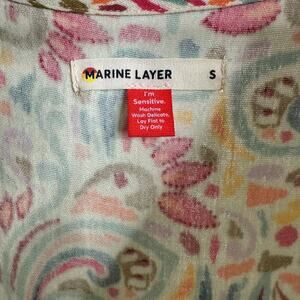 MARINE LAYER S
I'm
Sensitive.
Machine
Wash Delicate,
Lay Flat to
Dry Only